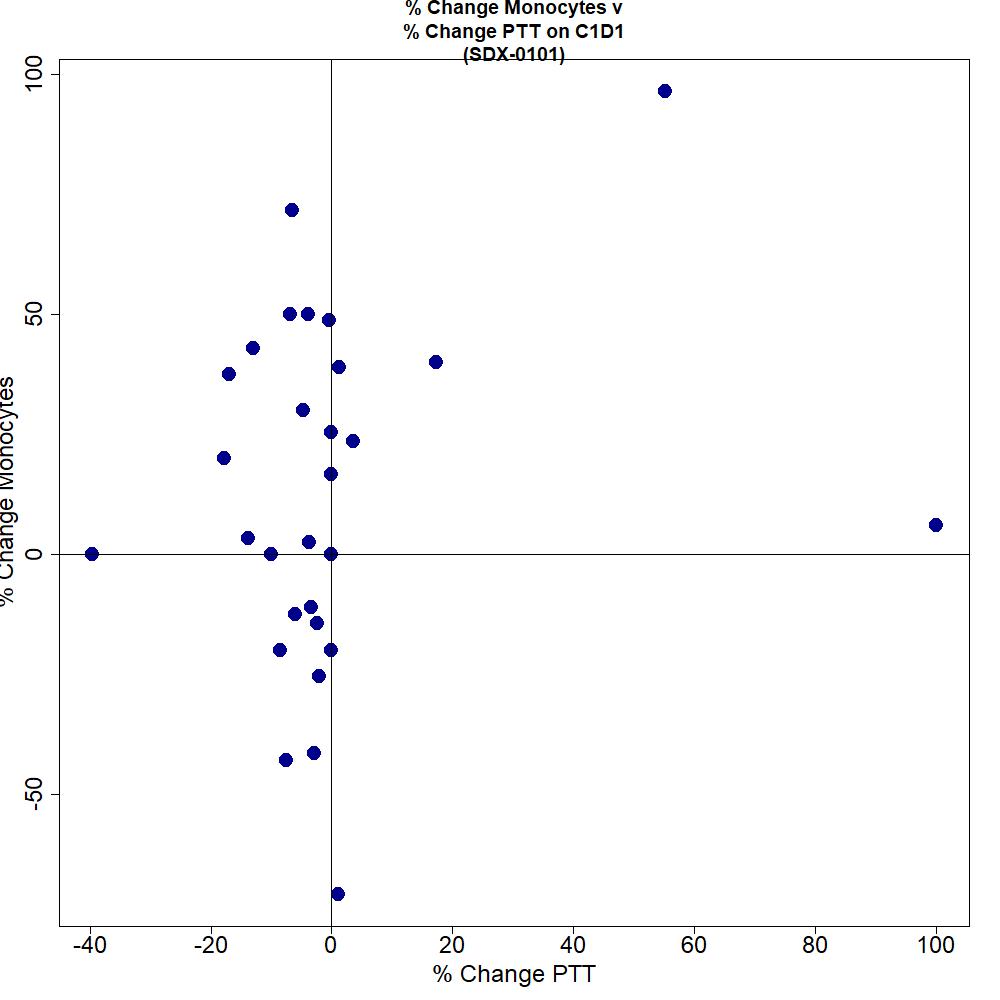 % Change Monocytes v
% Change PTT on C1D1
(SDX-0101)
100
50
0
-50
% Change Monocytes
-40
-20
0
20
40
60
80
100
% Change PTT